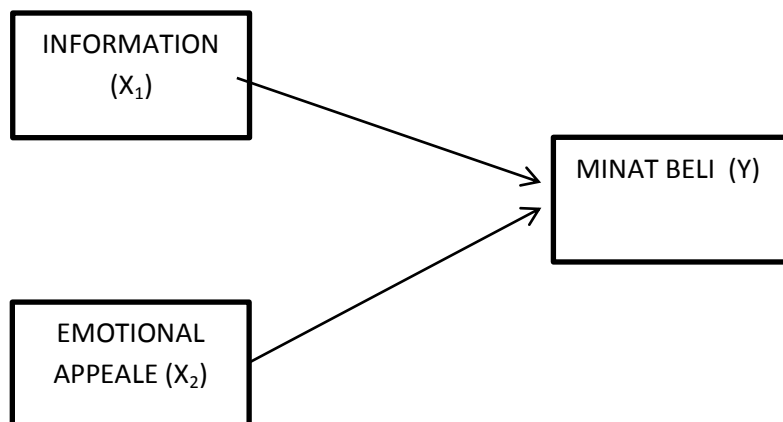 INFORMATION
(X₁)
MINAT BELI (Y)
EMOTIONAL
APPEALE (X₂)